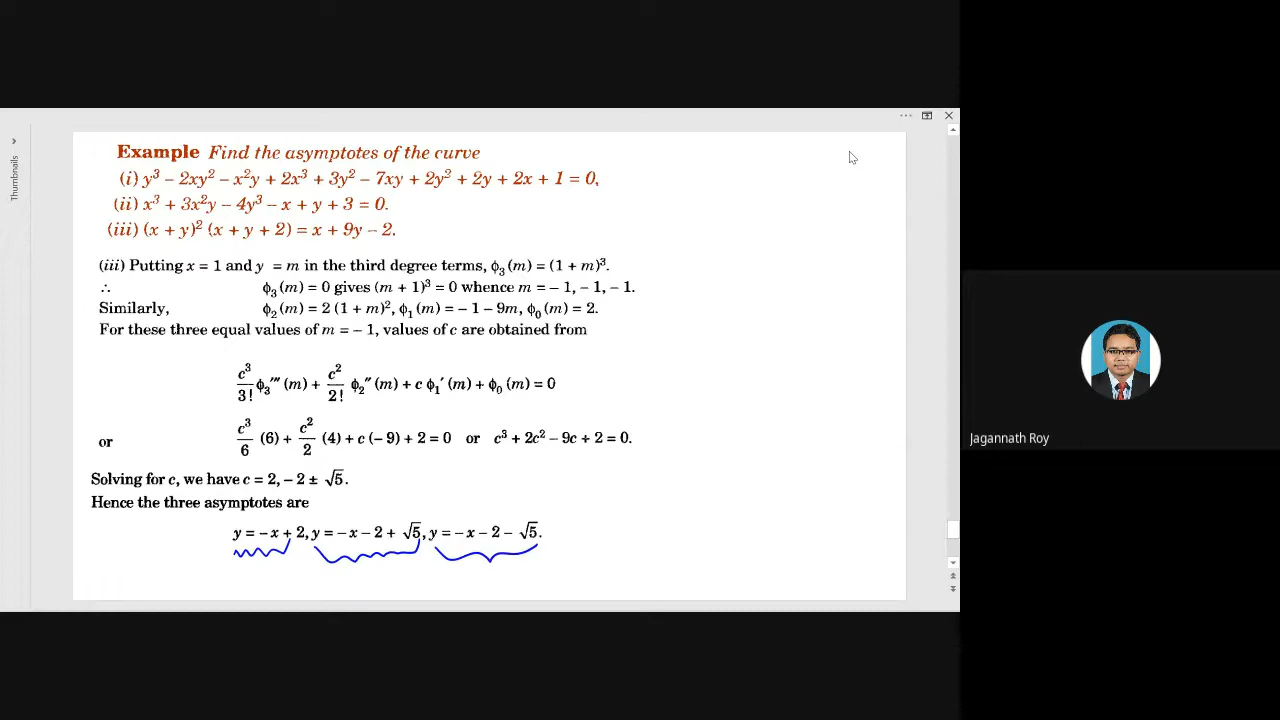 Thumbnails
Example Find the asymptotes of the curve
(i) y³ – 2xy² – x²y + 2x³ + 3y² – 7xy + 2y² + 2y + 2x + 1 = 0,
(ii) x³ + 3x²y – 4y³ – x + y + 3 = 0.
(iii) (x + y)² (x + y + 2) = x + 9y – 2.
(iii) Putting x = 1 and y = m in the third degree terms, ϕ₃ (m) = (1 + m)³.
∴ ϕ₃ (m) = 0 gives (m + 1)³ = 0 whence m = – 1, – 1, – 1.
Similarly, ϕ₂ (m) = 2 (1 + m)², ϕ₁ (m) = – 1 – 9m, ϕ₀ (m) = 2.
For these three equal values of m = – 1, values of c are obtained from
c³/3! ϕ₃‴ (m) + c²/2! ϕ₂″ (m) + c ϕ₁′ (m) + ϕ₀ (m) = 0
or c³/6 (6) + c²/2 (4) + c (– 9) + 2 = 0 or c³ + 2c² – 9c + 2 = 0.
Solving for c, we have c = 2, – 2 ± √5.
Hence the three asymptotes are
y = – x + 2, y = – x – 2 + √5, y = – x – 2 – √5.
Jagannath Roy